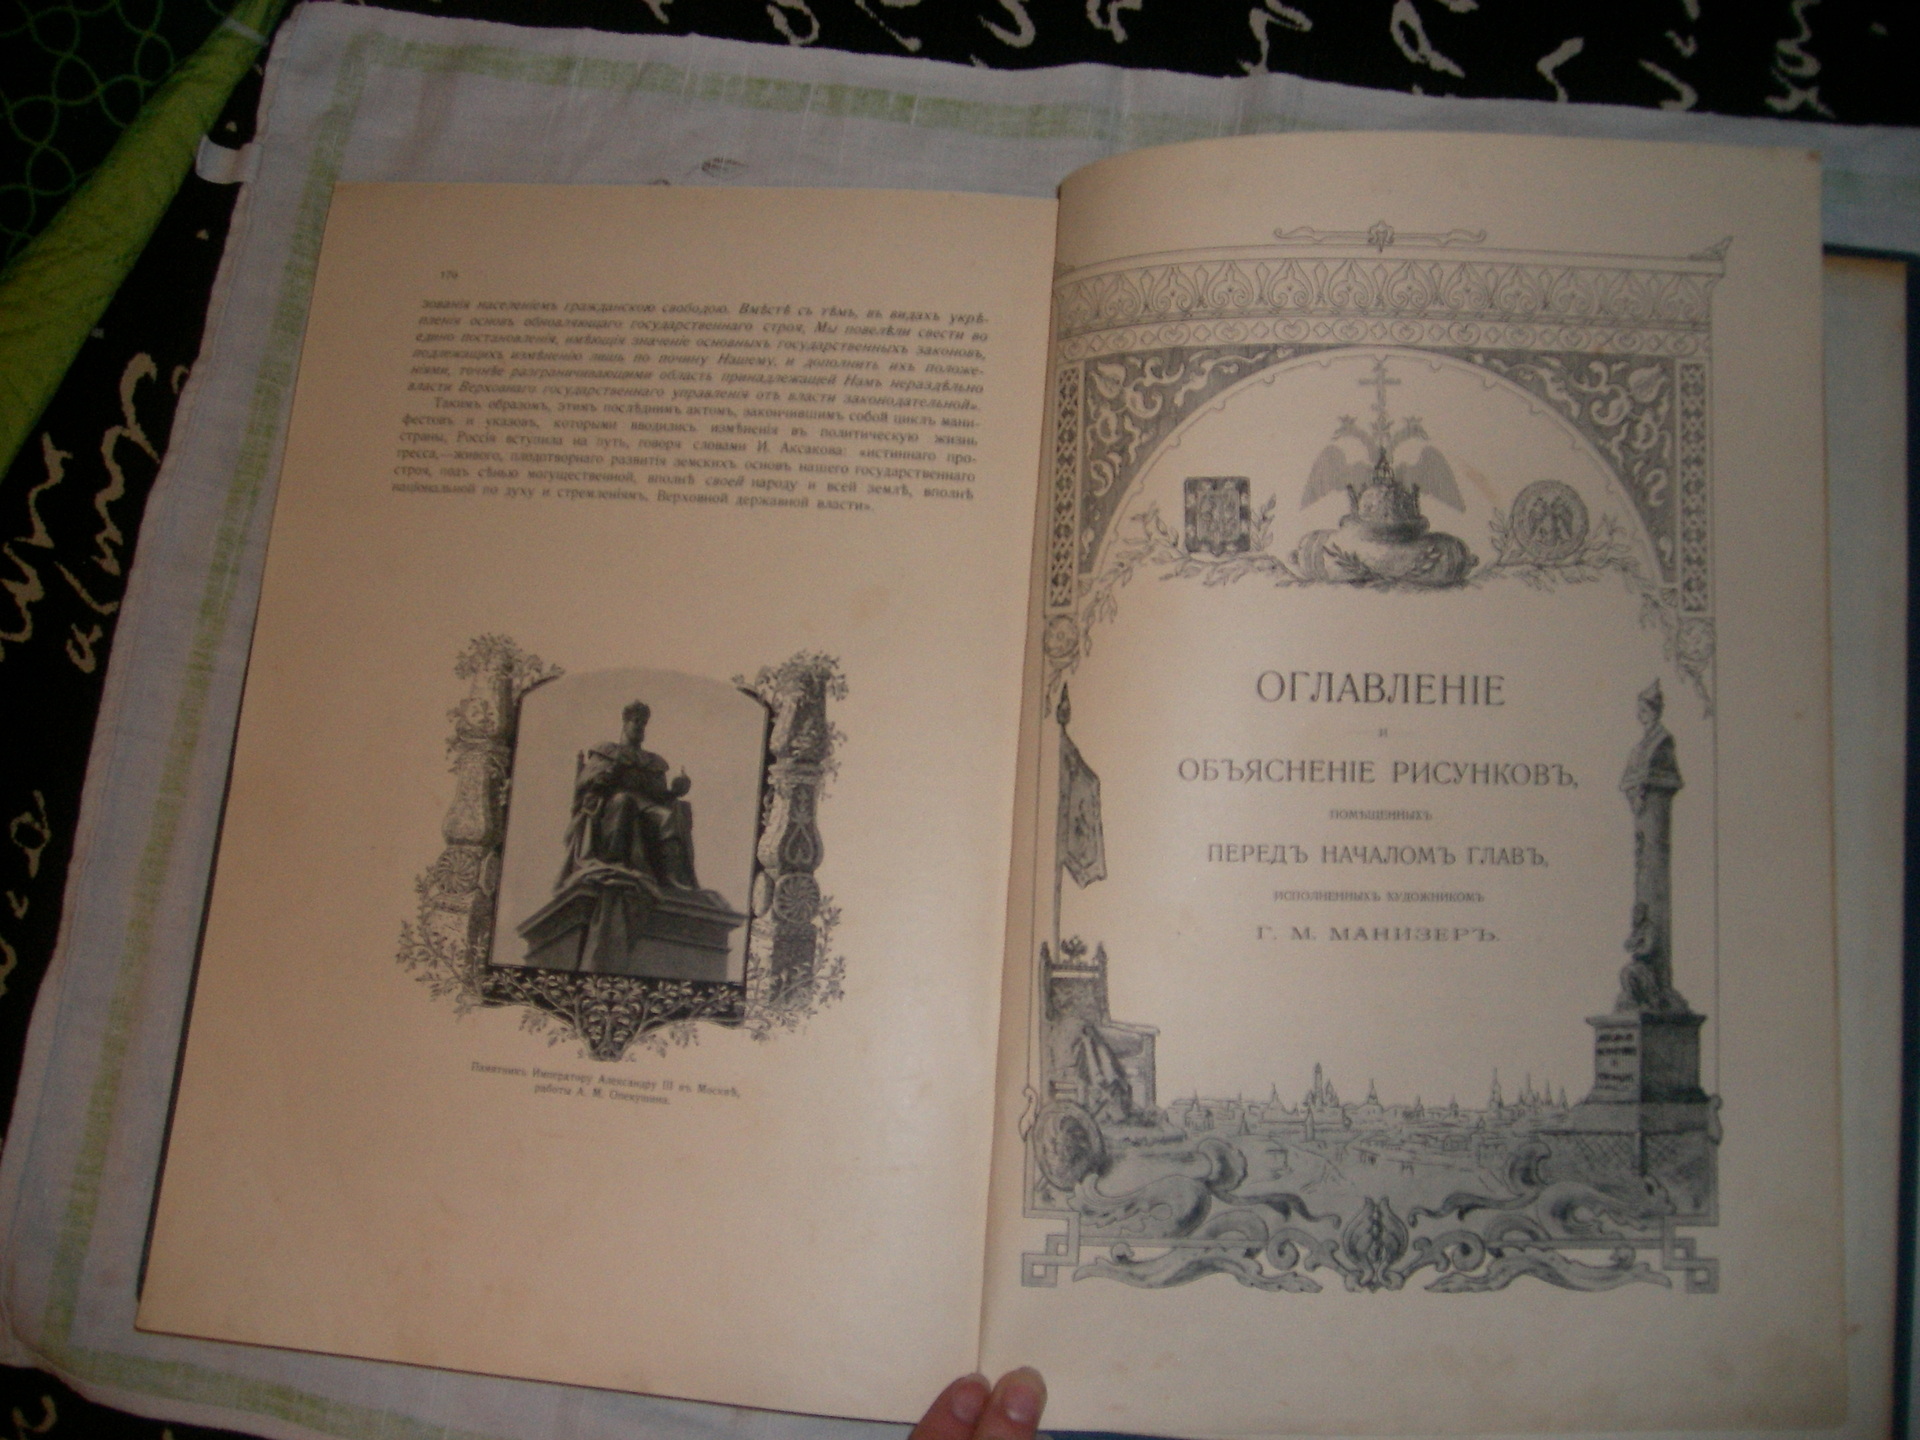 зованія населеніемъ гражданскою свободою. Вмѣстѣ съ тѣмъ, въ видахъ укрѣ-
пленія основъ обновляющаго государственнаго строя, Мы повелѣли свести во
едино постановленія, имѣющія значеніе основныхъ государственныхъ законовъ,
подлежащихъ измѣненію лишь по почину Нашему, и дополнить ихъ положе-
ніями, точнѣе разграничивающими область принадлежащей Намъ нераздѣльно
власти Верховнаго государственнаго управленія отъ власти законодательной».
Такимъ образомъ, этимъ послѣднимъ актомъ, закончившимъ собой циклъ мани-
фестовъ и указовъ, которыми вводились измѣненія въ политическую жизнь
страны, Россія вступила на путь, говоря словами И. Аксакова: «истиннаго про-
гресса,—живого, плодотворнаго развитія земскихъ основъ нашего государственнаго
строя, подъ сѣнью могущественной, вполнѣ своей народу и всей землѣ, вполнѣ
національной по духу и стремленіямъ, Верховной державной власти».
Памятникъ Императору Александру III въ Москвѣ,
работы А. М. Опекушина.
ОГЛАВЛЕНІЕ
И
ОБЪЯСНЕНІЕ РИСУНКОВЪ,
ПОМѢЩЕННЫХЪ
ПЕРЕДЪ НАЧАЛОМЪ ГЛАВЪ,
ИСПОЛНЕННЫХЪ ХУДОЖНИКОМЪ
Г. М. МАНИЗЕРЪ.